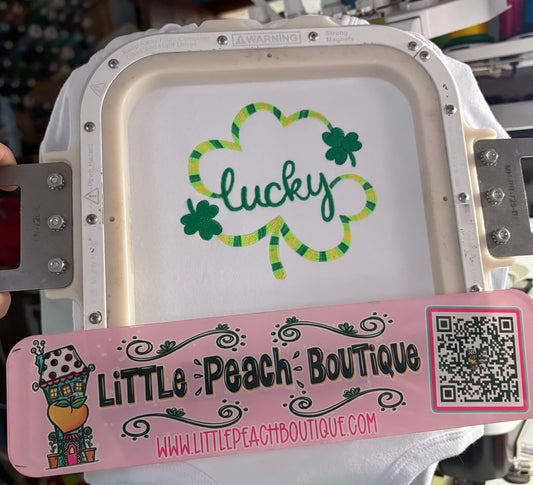 WARNING
Strong
Magnets
lucky
LiTTLE PEACH BOUTiQUE
WWW.LITTLEPEACHBOUTIQUE.COM